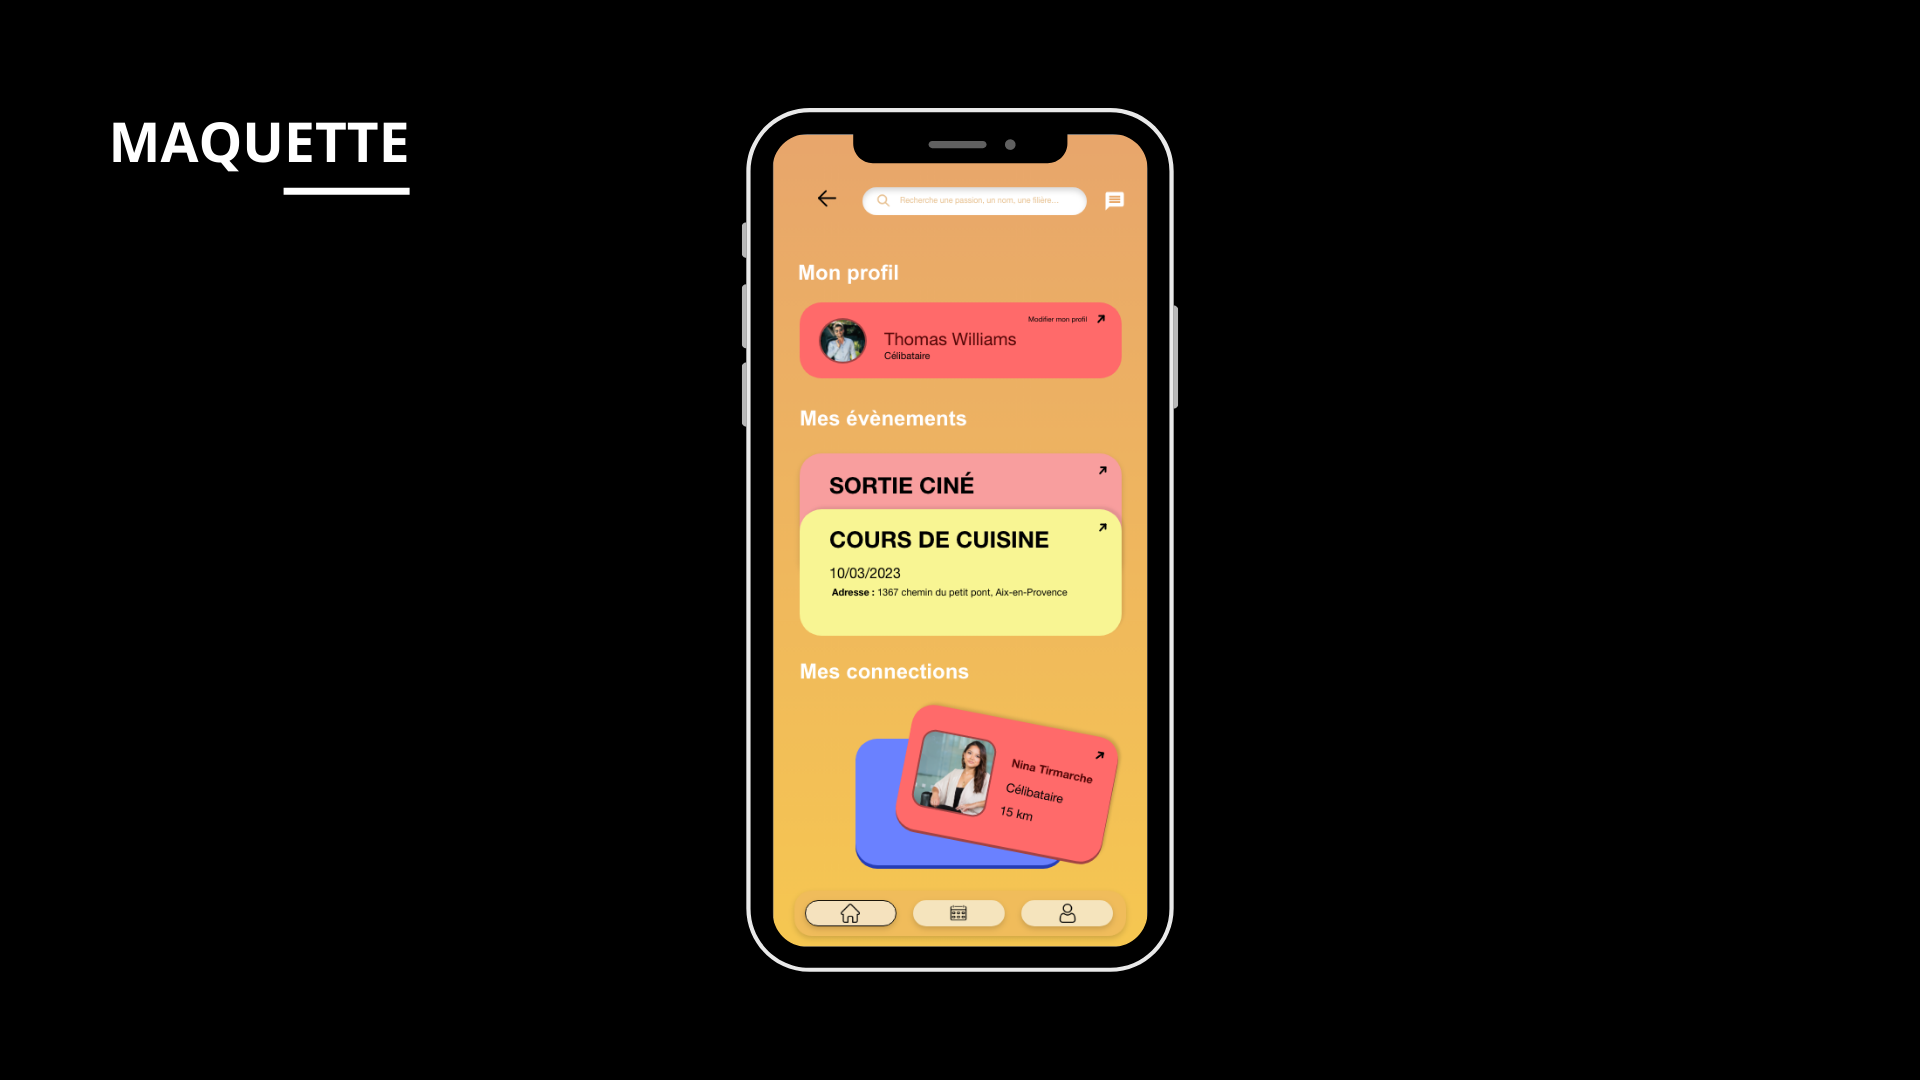 MAQUETTE
Recherche une passion, un nom, une filière...
Mon profil
Modifier mon profil
Thomas Williams
Célibataire
Mes évènements
SORTIE CINÉ
COURS DE CUISINE
10/03/2023
Adresse : 1367 chemin du petit pont, Aix-en-Provence
Mes connections
Nina Tirmarche
Célibataire
15 km